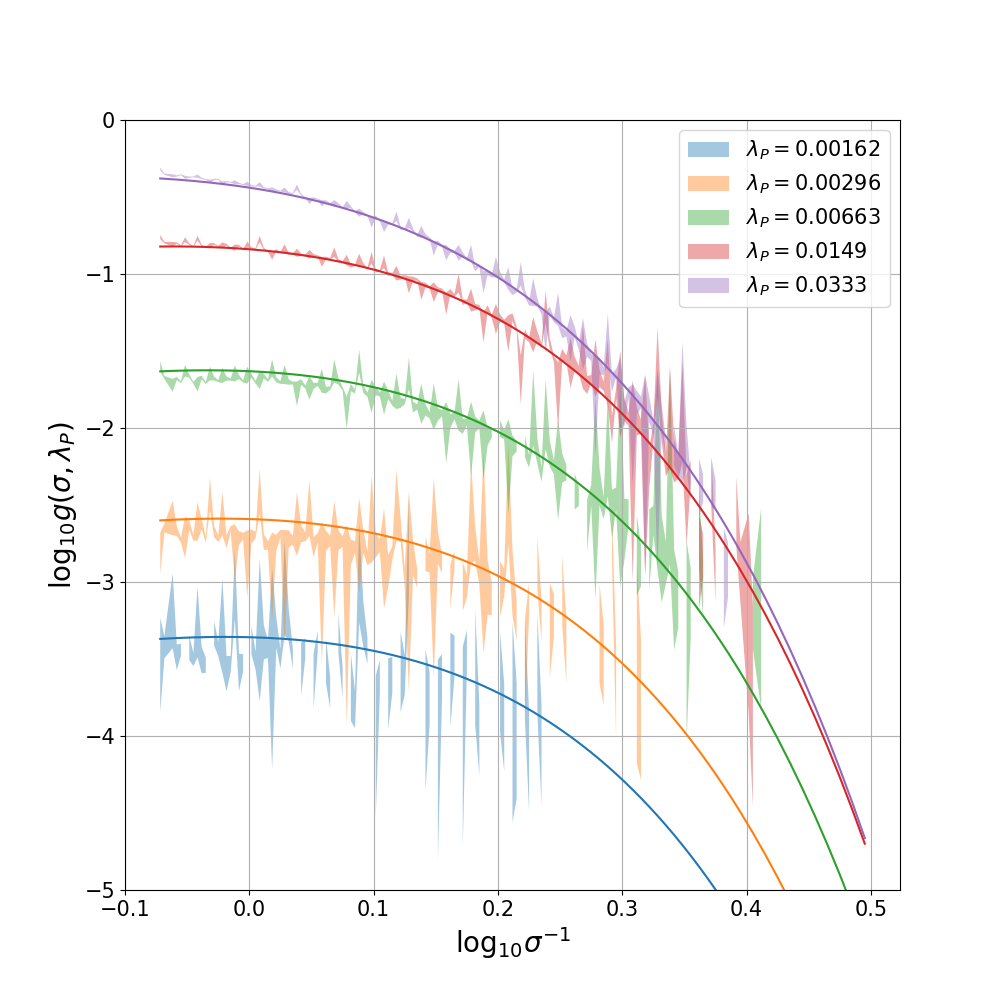 0
−1
−2
−3
−4
−5
log₁₀g(σ, λ_P)
−0.1 0.0 0.1 0.2 0.3 0.4 0.5
log₁₀σ⁻¹
λ_P = 0.00162
λ_P = 0.00296
λ_P = 0.00663
λ_P = 0.0149
λ_P = 0.0333